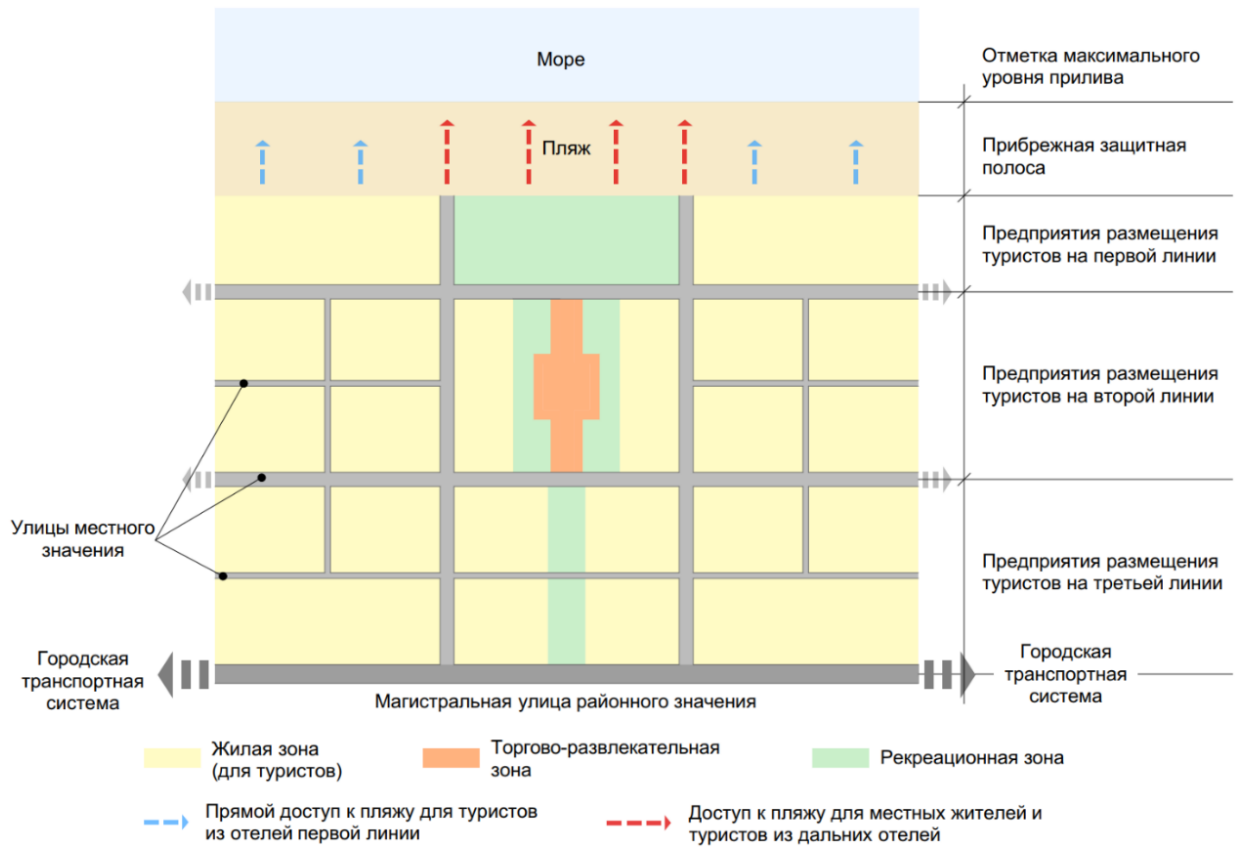 Море
Отметка максимального
уровня прилива
Пляж
Прибрежная защитная
полоса
Предприятия размещения
туристов на первой линии
Предприятия размещения
туристов на второй линии
Улицы местного
значения
Предприятия размещения
туристов на третьей линии
Городская
транспортная
система
Городская
транспортная
система
Магистральная улица районного значения
Жилая зона
(для туристов)
Торгово-развлекательная
зона
Рекреационная зона
Прямой доступ к пляжу для туристов
из отелей первой линии
Доступ к пляжу для местных жителей и
туристов из дальних отелей